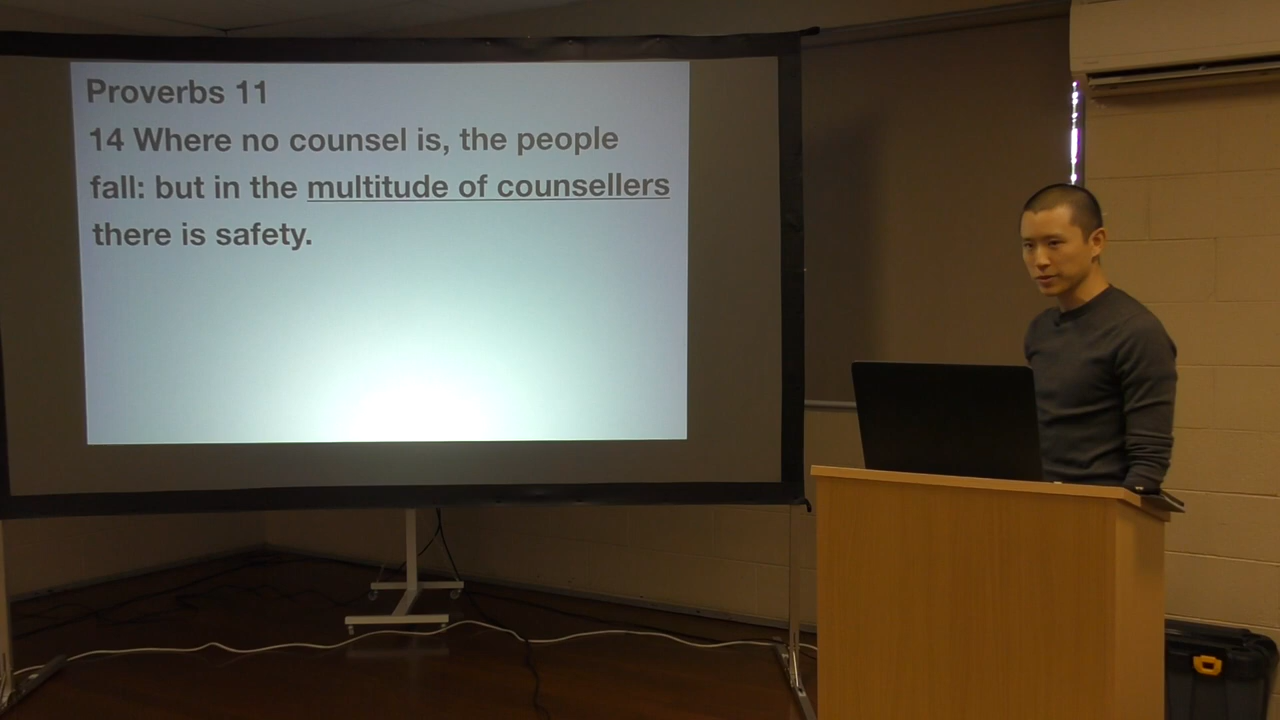 Proverbs 11
14 Where no counsel is, the people
fall: but in the multitude of counsellers
there is safety.